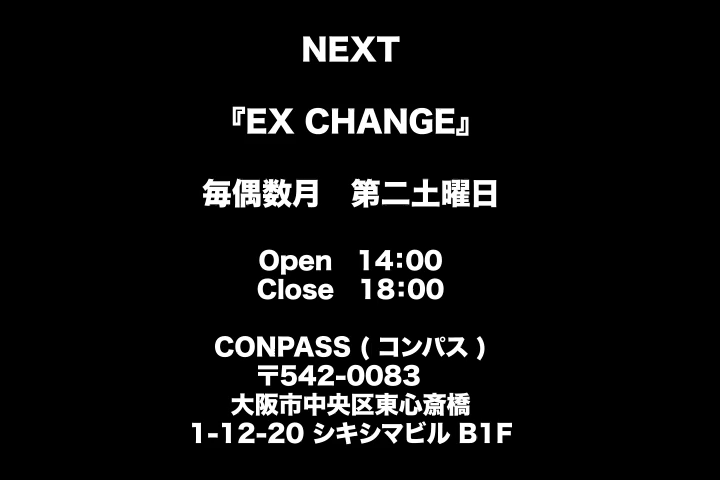 NEXT
『EX CHANGE』
毎偶数月　第二土曜日
Open 14:00
Close 18:00
CONPASS ( コンパス )
〒542-0083
大阪市中央区東心斎橋
1-12-20 シキシマビル B1F